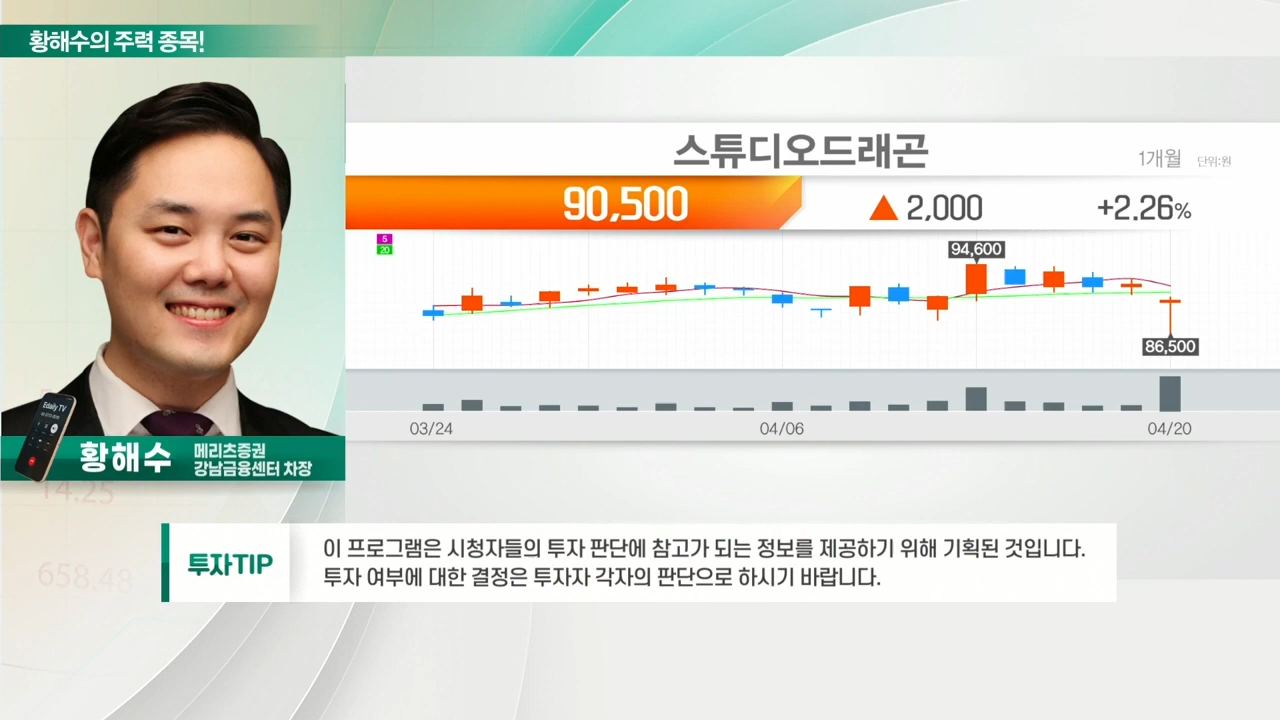 황해수의 주력 종목!
스튜디오드래곤
1개월 단위:원
90,500 ▲ 2,000 +2.26%
5
20
94,600
86,500
03/24 04/06 04/20
Edaily TV
황해수 메리츠증권
강남금융센터 차장
14.25
658.48
투자TIP
이 프로그램은 시청자들의 투자 판단에 참고가 되는 정보를 제공하기 위해 기획된 것입니다.
투자 여부에 대한 결정은 투자자 각자의 판단으로 하시기 바랍니다.